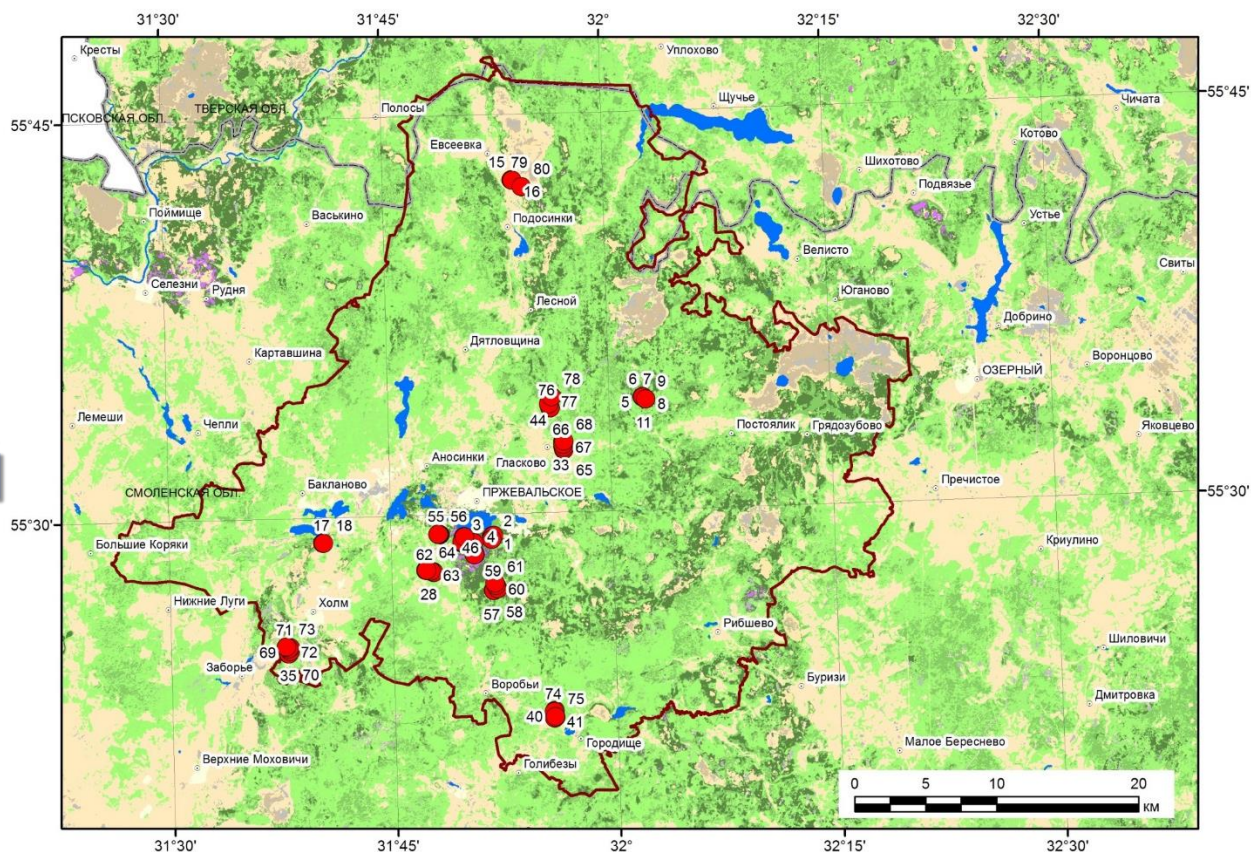 31°30' 31°45' 32° 32°15' 32°30'
Кресты
Уплохово
ТВЕРСКАЯ ОБЛ.
Полосы
Щучье
Чичата
55°45' 55°45'
ПСКОВСКАЯ ОБЛ.
Евсеевка
Котово
15 79 80
16
Шихотово
Подвязье
Поймище
Васькино
Подосинки
Устье
Велисто
Свиты
Селезни
Рудня
Юганово
Лесной
Добрино
Дятловщина
Картавшина
Воронцово
ОЗЕРНЫЙ
78
76
77
44
6 7 9
5 8
11
Лемеши
Чепли
68
66
67
33
65
Постоялик
Грядозубово
Яковцево
Гласково
Аносинки
СМОЛЕНСКАЯ ОБЛ.
Бакланово
ПРЖЕВАЛЬСКОЕ
Пречистое
55°30' 55°30'
17 18
55 56 3 2
4
46 1
64
Большие Коряки
Криулино
62
63
28
59 61
60
57 58
Нижние Луги
Холм
Рибшево
71 73
69 72
35 70
Заборье
Шиловичи
Воробьи
Буризи
Дмитровка
74 75
40 41
Городище
Малое Береснево
Верхние Моховичи
Голибезы
0 5 10 20
КМ
31°30' 31°45' 32° 32°15' 32°30'